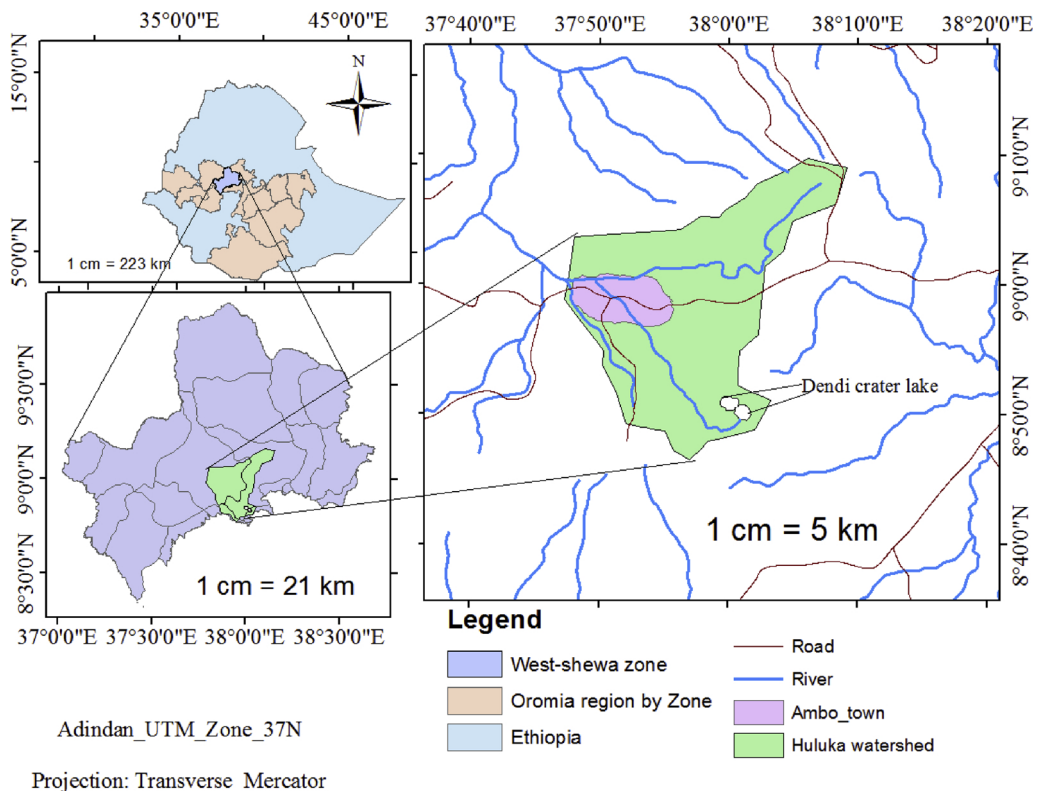 35°0'0"E 45°0'0"E
37°40'0"E 37°50'0"E 38°0'0"E 38°10'0"E 38°20'0"E
15°0'0"N
5°0'0"N
N
1 cm = 223 km
9°30'0"N
9°0'0"N
8°30'0"N
1 cm = 21 km
37°0'0"E 37°30'0"E 38°0'0"E 38°30'0"E
9°10'0"N
9°0'0"N
8°50'0"N
8°40'0"N
Dendi crater lake
1 cm = 5 km
Legend
West-shewa zone
Oromia region by Zone
Ethiopia
Road
River
Ambo_town
Huluka watershed
Adindan_UTM_Zone_37N
Projection: Transverse_Mercator